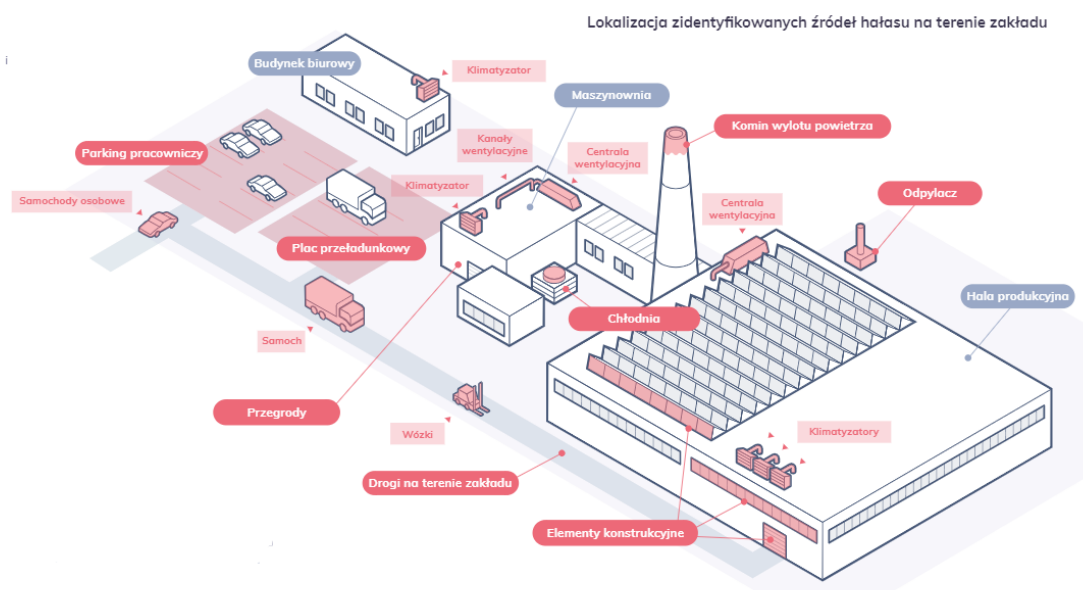 Lokalizacja zidentyfikowanych źródeł hałasu na terenie zakładu
i
Budynek biurowy
Klimatyzator
Maszynownia
Komin wylotu powietrza
Parking pracowniczy
Kanały
wentylacyjne
Centrala
wentylacyjna
Klimatyzator
Samochody osobowe
Centrala
wentylacyjna
Odpylacz
Plac przeładunkowy
Hala produkcyjna
Chłodnia
Samoch
Przegrody
Wózki
Klimatyzatory
Drogi na terenie zakładu
Elementy konstrukcyjne